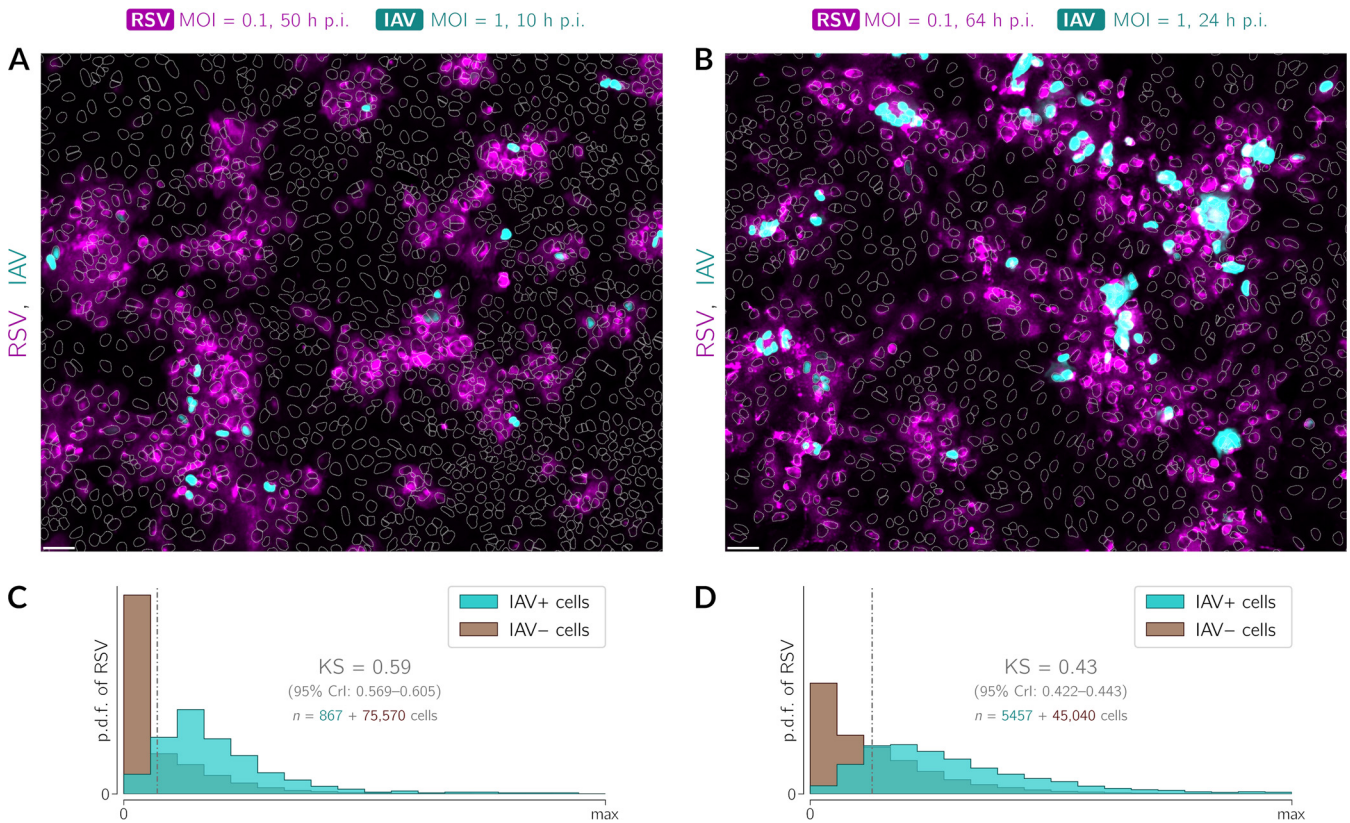 RSV MOI = 0.1, 50 h p.i. IAV MOI = 1, 10 h p.i.
RSV MOI = 0.1, 64 h p.i. IAV MOI = 1, 24 h p.i.
A
RSV, IAV
B
RSV, IAV
C
p.d.f. of RSV
IAV+ cells
IAV− cells
KS = 0.59
(95% CrI: 0.569–0.605)
n = 867 + 75,570 cells
0
0
max
D
p.d.f. of RSV
IAV+ cells
IAV− cells
KS = 0.43
(95% CrI: 0.422–0.443)
n = 5457 + 45,040 cells
0
0
max